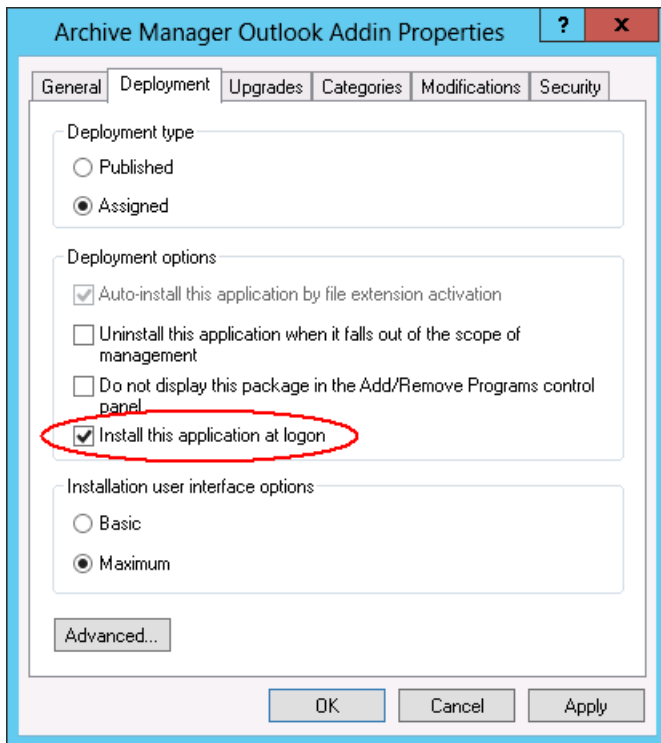 Archive Manager Outlook Addin Properties
?
x
General
Deployment
Upgrades
Categories
Modifications
Security
Deployment type
Published
Assigned
Deployment options
Auto-install this application by file extension activation
Uninstall this application when it falls out of the scope of
management
Do not display this package in the Add/Remove Programs control
panel
Install this application at logon
Installation user interface options
Basic
Maximum
Advanced...
OK
Cancel
Apply